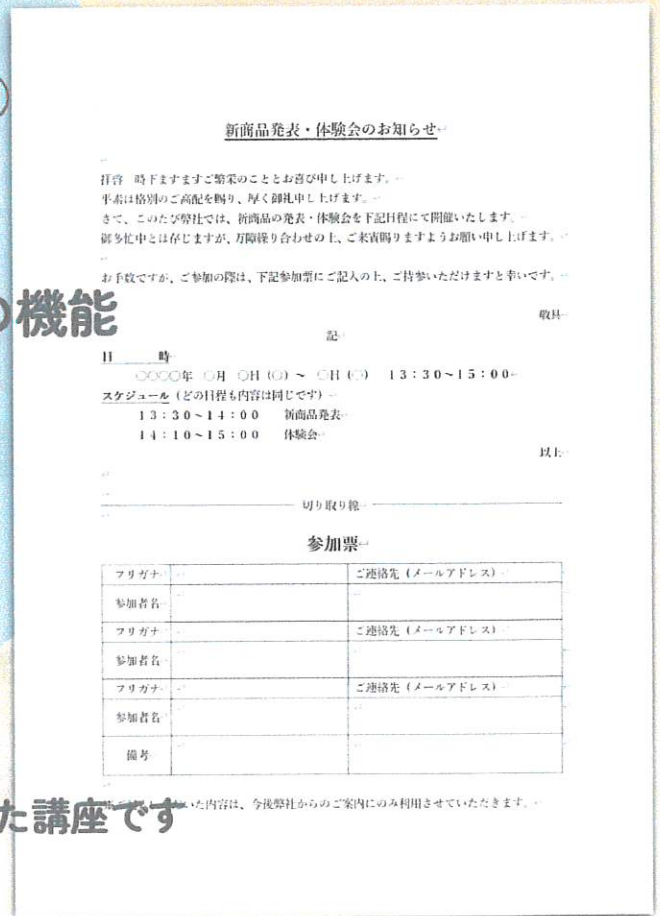 新商品発表・体験会のお知らせ
拝啓 時下ますますご繁栄のこととお喜び申し上げます。
平素は格別のご高配を賜り、厚く御礼申し上げます。
さて、このたび弊社では、新商品の発表・体験会を下記日程にて開催いたします。
御多忙中とは存じますが、万障繰り合わせの上、ご来宵賜りますようお願い申し上げます。
お手数ですが、ご参加の際は、下記参加票にご記入の上、ご持参いただけますと幸いです。
の機能
敬具
記
日 時
○○○○年 ○月 ○日(○) ~ ○日(○) 13:30~15:00
スケジュール(どの日程も内容は同じです)
13:30~14:00 新商品発表
14:10~15:00 体験会
以上
切り取り線
参加票
フリガナ ご連絡先(メールアドレス)
参加者名
フリガナ ご連絡先(メールアドレス)
参加者名
フリガナ ご連絡先(メールアドレス)
参加者名
備考
いた内容は、今後弊社からのご案内にのみ利用させていただきます。
た講座です